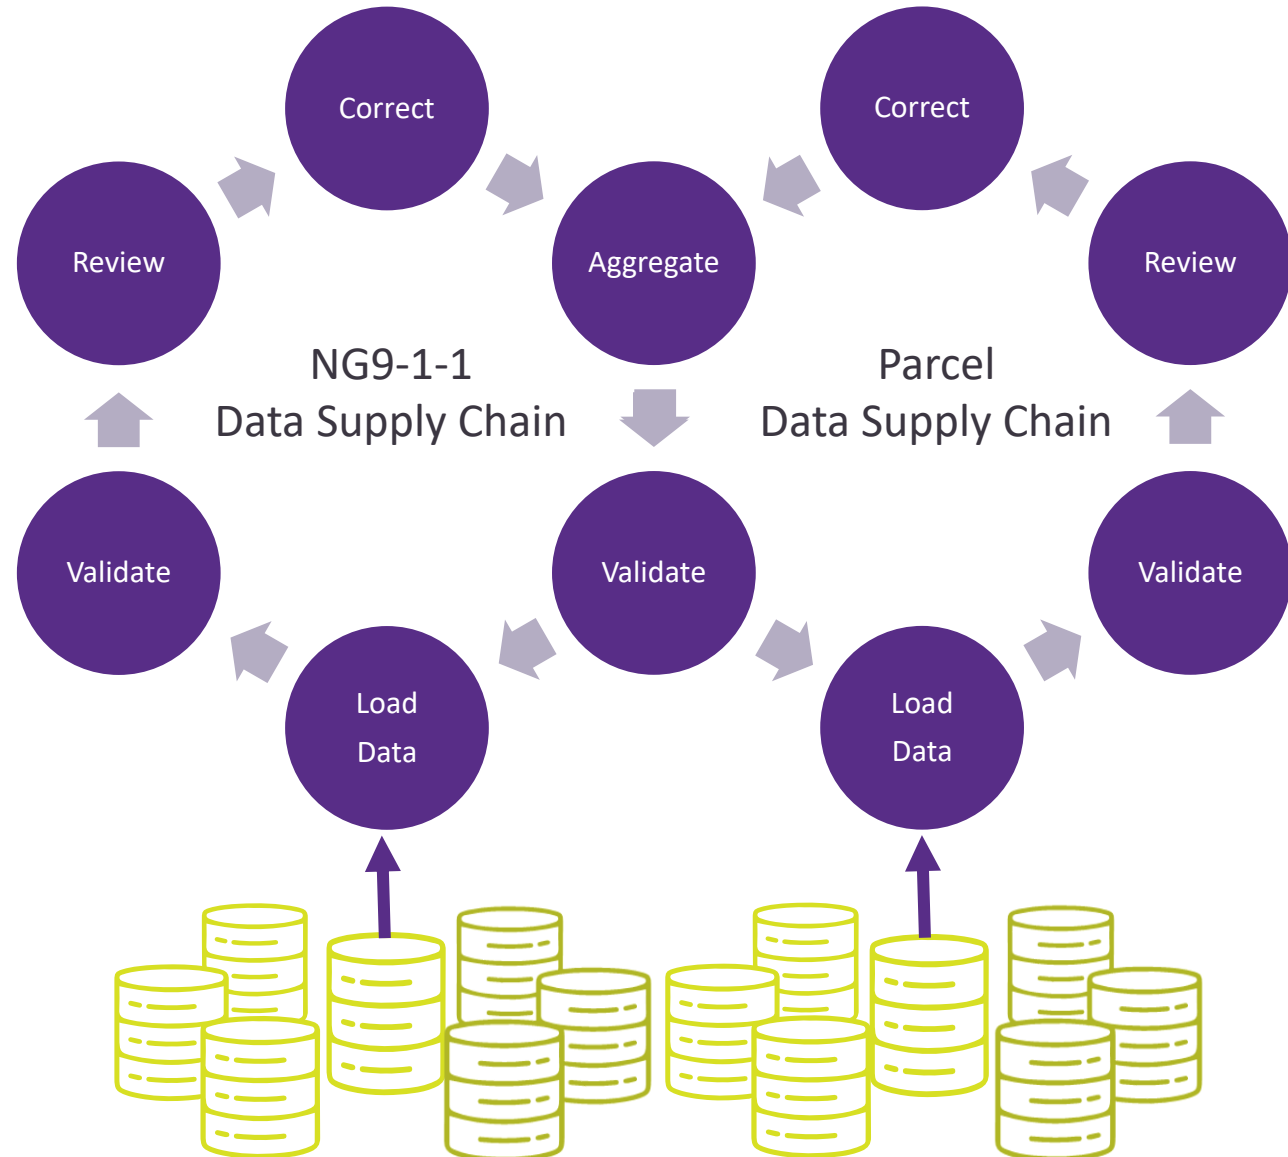 Correct
Correct
Review
Aggregate
Review
NG9-1-1
Data Supply Chain
Parcel
Data Supply Chain
Validate
Validate
Validate
Load
Data
Load
Data